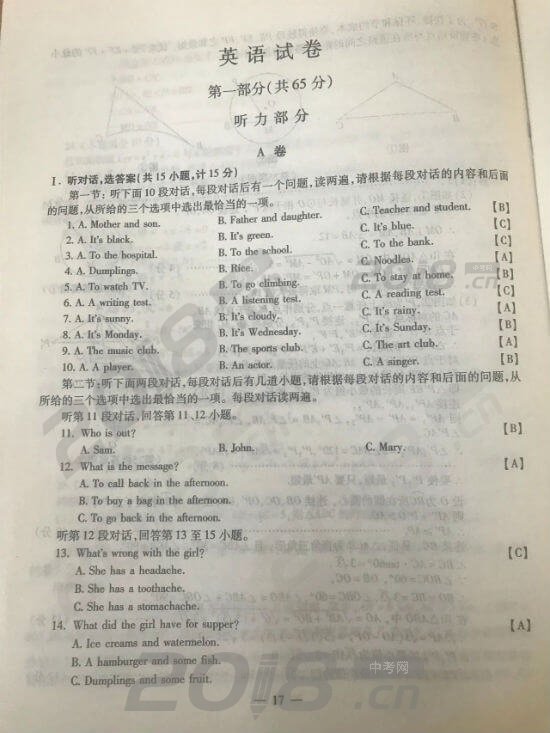 英语试卷
第一部分(共65分)
听力部分
A 卷
I. 听对话,选答案(共15小题,计15分)
第一节:听下面10段对话,每段对话后有一个问题,读两遍,请根据每段对话的内容和后面
的问题,从所给的三个选项中选出最恰当的一项。
1. A. Mother and son. B. Father and daughter. C. Teacher and student. 【B】
2. A. It's black. B. It's green. C. It's blue. 【C】
3. A. To the hospital. B. To the school. C. To the bank. 【C】
4. A. Dumplings. B. Rice. C. Noodles. 【A】
5. A. To watch TV. B. To go climbing. C. To stay at home. 【B】
6. A. A writing test. B. A listening test. C. A reading test. 【C】
7. A. It's sunny. B. It's cloudy. C. It's rainy. 【A】
8. A. It's Monday. B. It's Wednesday. C. It's Sunday. 【B】
9. A. The music club. B. The sports club. C. The art club. 【A】
10. A. A player. B. An actor. C. A singer. 【B】
第二节:听下面两段对话,每段对话后有几道小题,请根据每段对话的内容和后面的问题,从
所给的三个选项中选出最恰当的一项。每段对话读两遍。
听第11段对话,回答第11、12小题。
11. Who is out? 【B】
A. Sam. B. John. C. Mary.
12. What is the message? 【A】
A. To call back in the afternoon.
B. To buy a bag in the afternoon.
C. To go back in the afternoon.
听第12段对话,回答第13至15小题。
13. What's wrong with the girl? 【C】
A. She has a headache.
B. She has a toothache.
C. She has a stomachache.
14. What did the girl have for supper? 【A】
A. Ice creams and watermelon.
B. A hamburger and some fish.
C. Dumplings and some fruit.
中考网
2018.cn
— 17 —